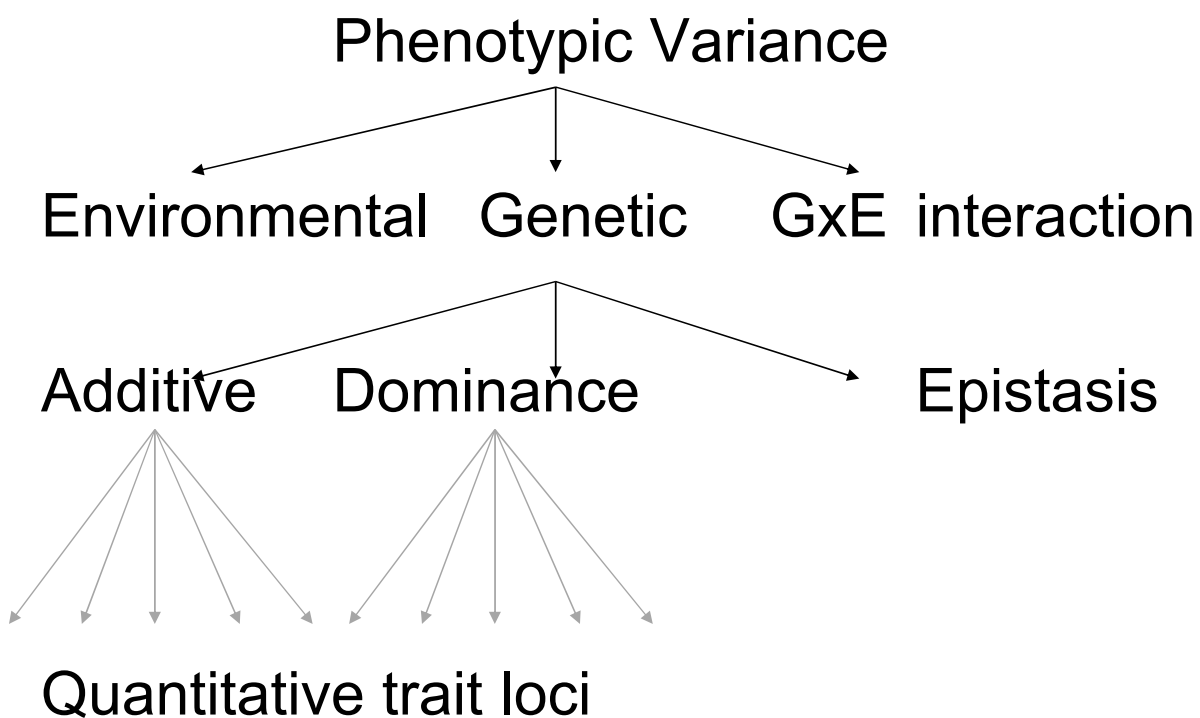 Phenotypic Variance
Environmental Genetic GxE interaction
Additive Dominance Epistasis
Quantitative trait loci